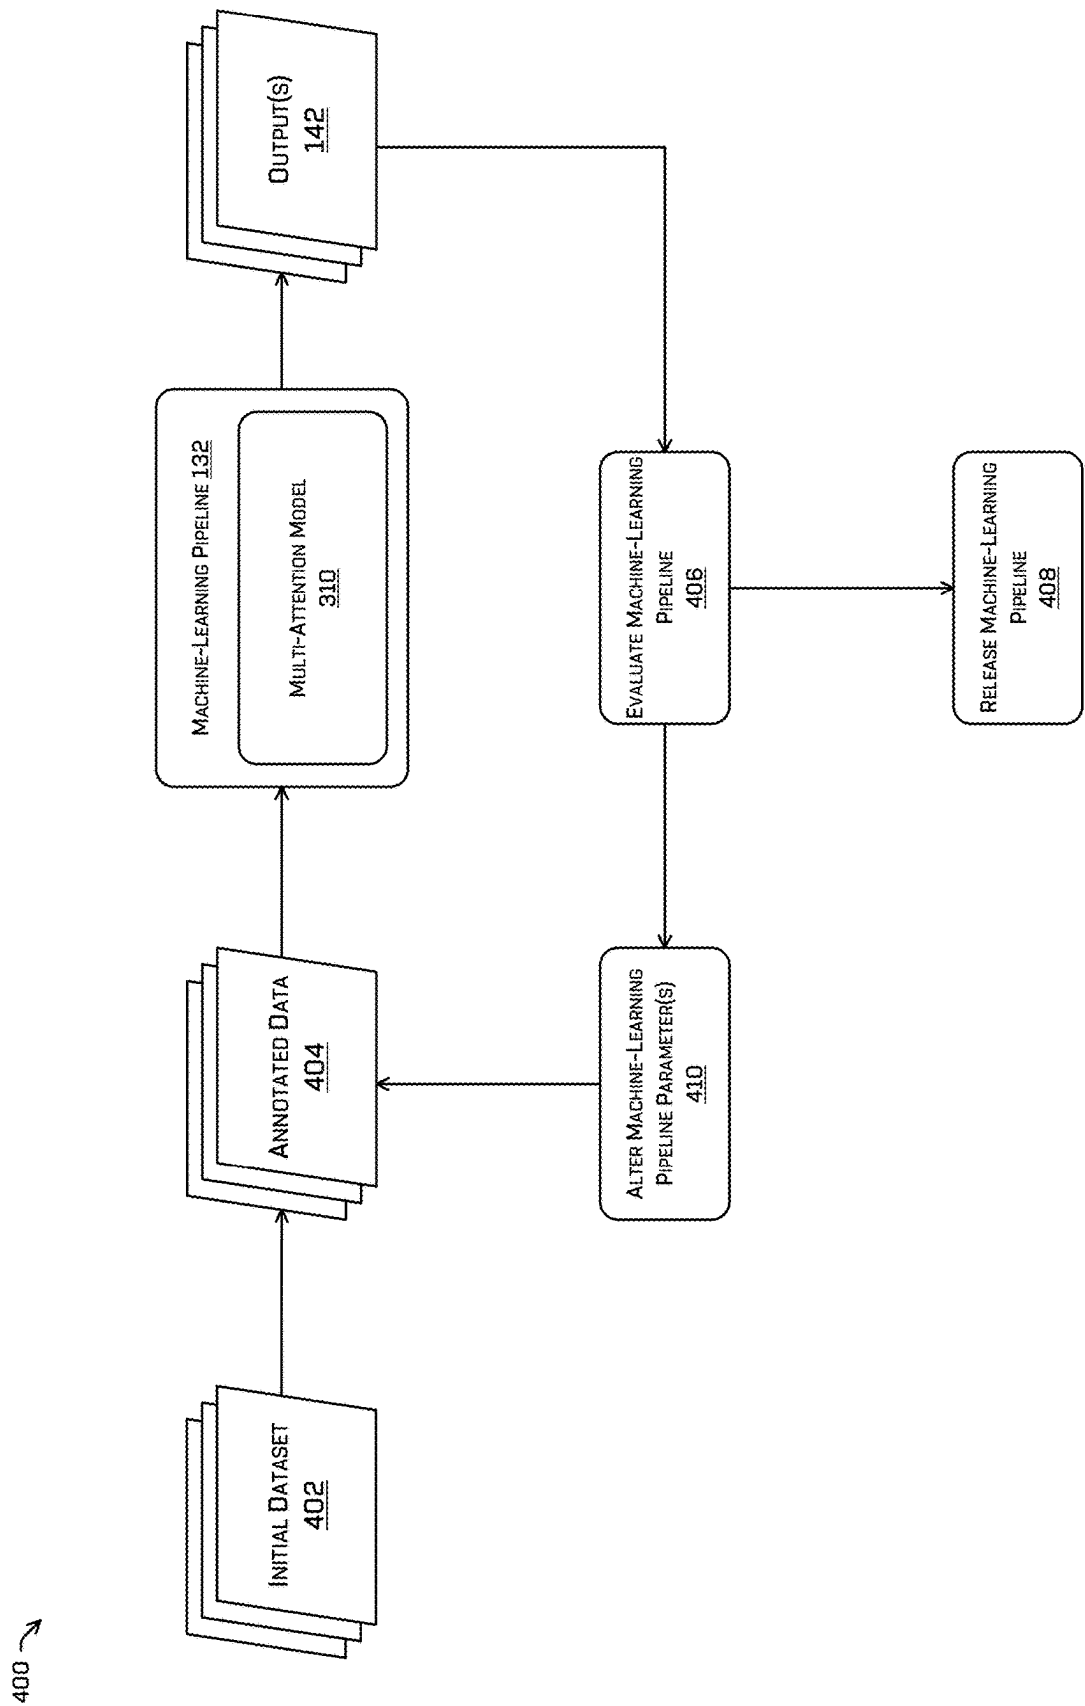 400
Initial Dataset
402
Annotated Data
404
Machine-Learning Pipeline 132
Multi-Attention Model
310
Output(s)
142
Alter Machine-Learning
Pipeline Parameter(s)
410
Evaluate Machine-Learning
Pipeline
406
Release Machine-Learning
Pipeline
408